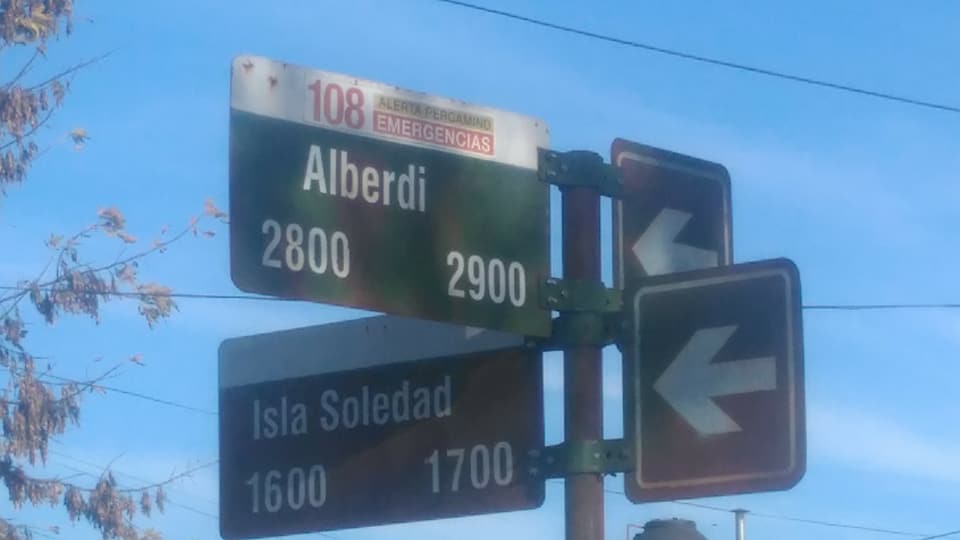 108 ALERTA PERGAMINO
EMERGENCIAS
Alberdi
2800 2900
Isla Soledad
1600 1700